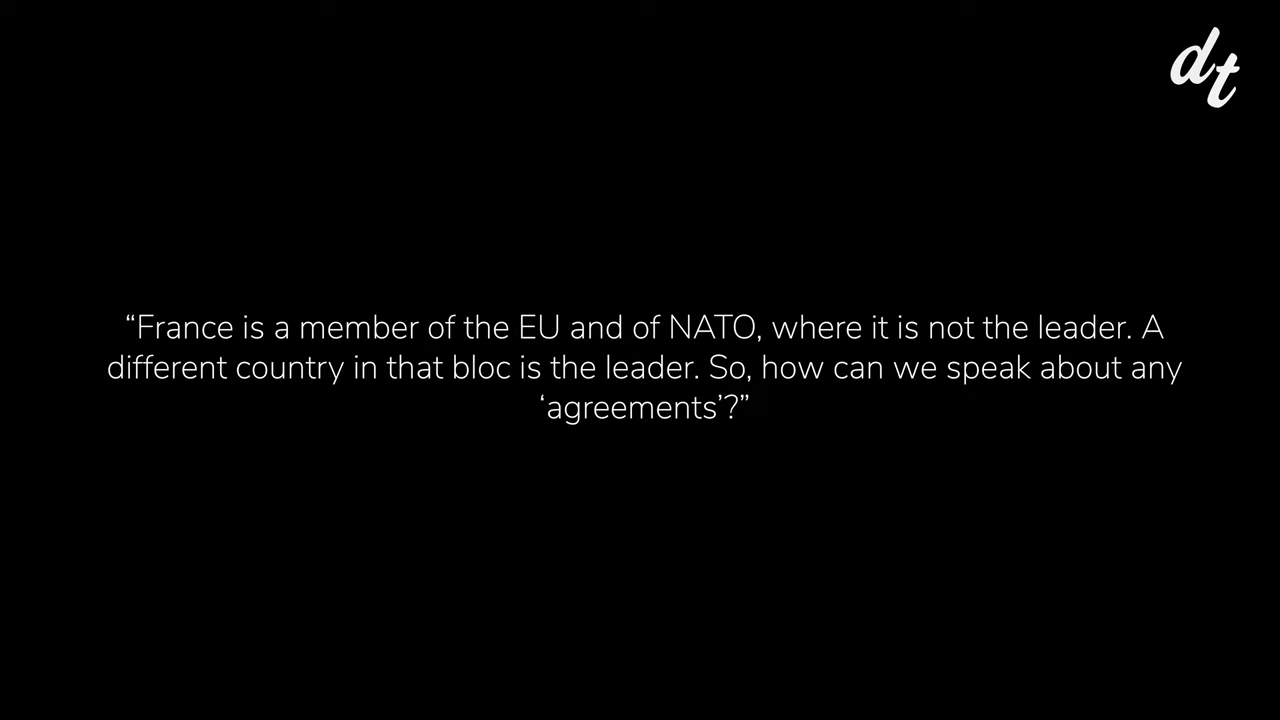 dt
“France is a member of the EU and of NATO, where it is not the leader. A
different country in that bloc is the leader. So, how can we speak about any
‘agreements’?”